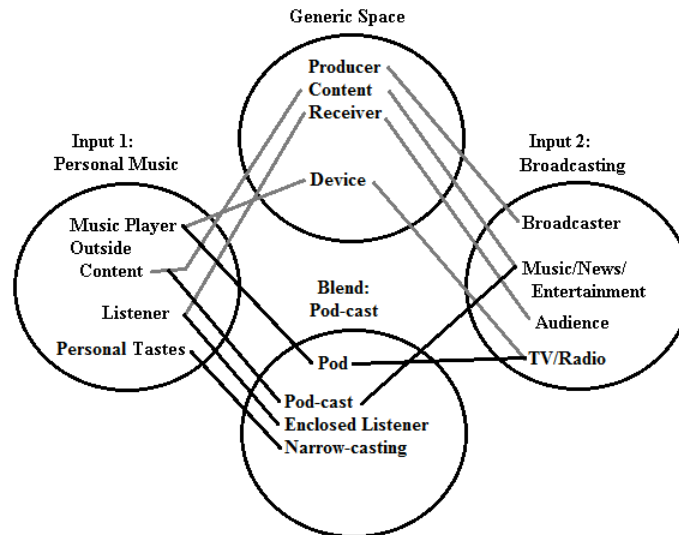 Generic Space
Producer
Content
Receiver
Device
Input 1:
Personal Music
Music Player
Outside
Content
Listener
Personal Tastes
Input 2:
Broadcasting
Broadcaster
Music/News/
Entertainment
Audience
TV/Radio
Blend:
Pod-cast
Pod
Pod-cast
Enclosed Listener
Narrow-casting